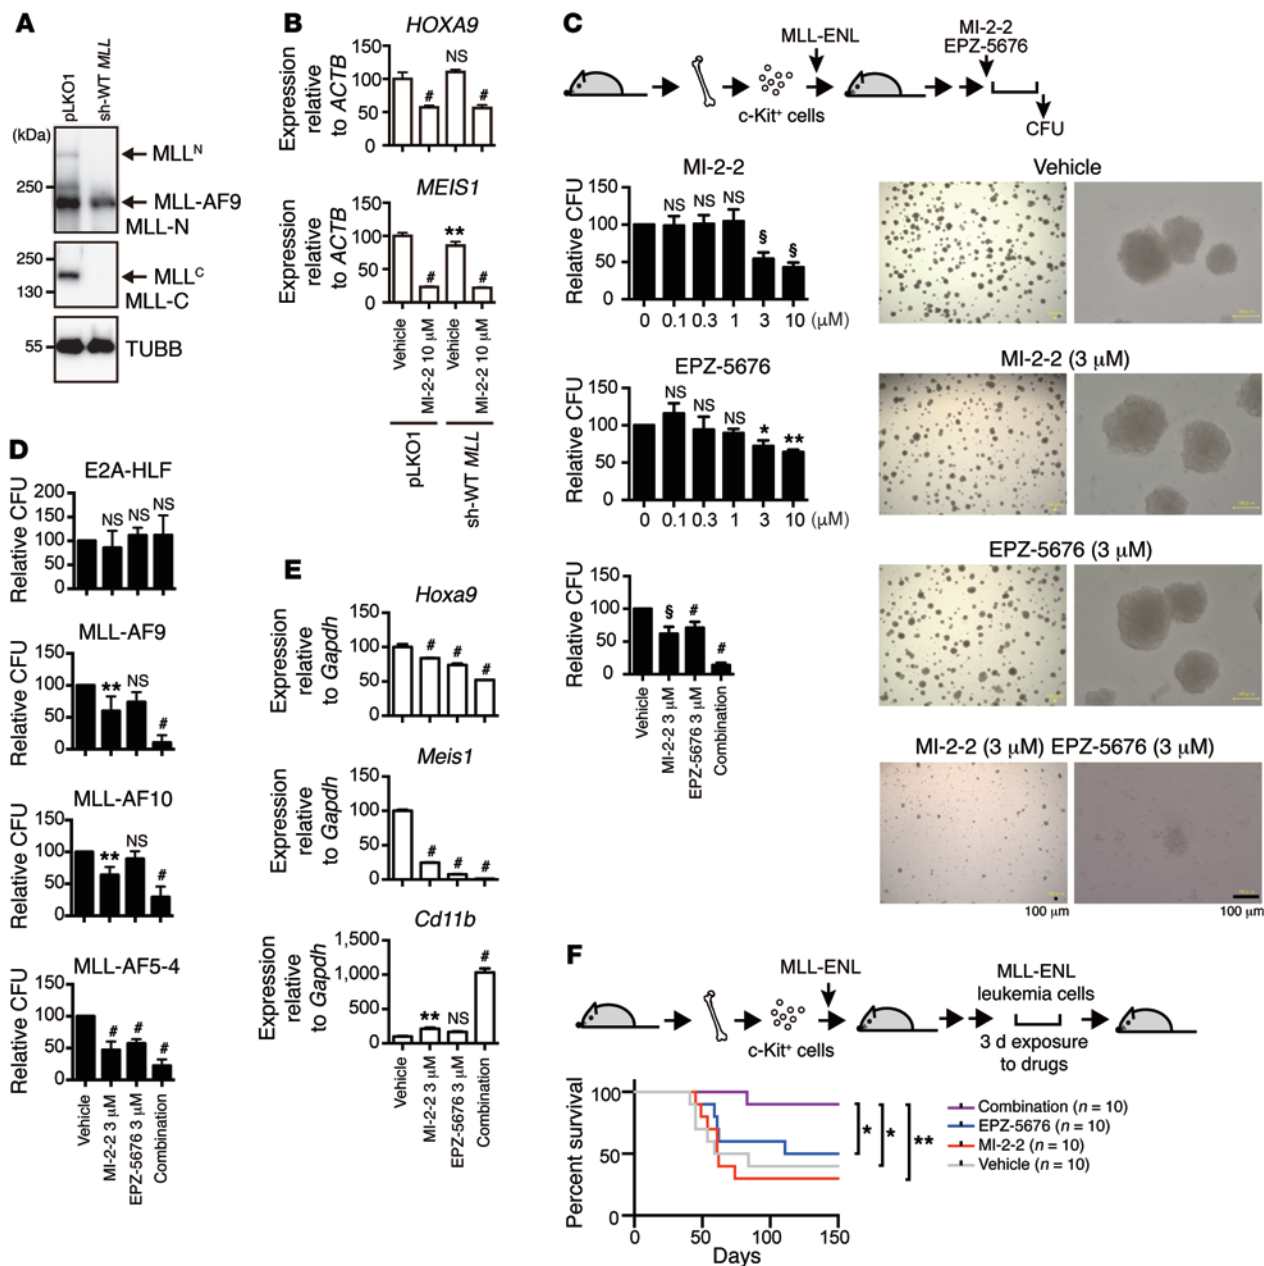 A
pLKO1
sh-WT MLL
(kDa)
MLLᴺ
250
MLL-AF9
MLL-N
250
MLLᶜ
130
MLL-C
55
TUBB
B
HOXA9
Expression relative to ACTB
150
100
50
0
NS
#
#
MEIS1
Expression relative to ACTB
150
100
50
0
**
#
#
Vehicle
MI-2-2 10 μM
Vehicle
MI-2-2 10 μM
pLKO1
sh-WT MLL
C
MLL-ENL
c-Kit⁺ cells
MI-2-2
EPZ-5676
CFU
MI-2-2
Relative CFU
150
100
50
0
NS NS NS § §
0 0.1 0.3 1 3 10 (μM)
EPZ-5676
Relative CFU
150
100
50
0
NS NS NS * **
0 0.1 0.3 1 3 10 (μM)
Relative CFU
150
100
50
0
§ # #
Vehicle
MI-2-2 3 μM
EPZ-5676 3 μM
Combination
Vehicle
MI-2-2 (3 μM)
EPZ-5676 (3 μM)
MI-2-2 (3 μM) EPZ-5676 (3 μM)
100 μm
100 μm
D
E2A-HLF
Relative CFU
200
150
100
50
0
NS NS NS
MLL-AF9
Relative CFU
150
100
50
0
** NS #
MLL-AF10
Relative CFU
150
100
50
0
** NS #
MLL-AF5-4
Relative CFU
150
100
50
0
# # #
Vehicle
MI-2-2 3 μM
EPZ-5676 3 μM
Combination
E
Hoxa9
Expression relative to Gapdh
150
100
50
0
# # #
Meis1
Expression relative to Gapdh
150
100
50
0
# # #
Cd11b
Expression relative to Gapdh
1,500
1,000
500
0
** NS #
Vehicle
MI-2-2 3 μM
EPZ-5676 3 μM
Combination
F
MLL-ENL
c-Kit⁺ cells
MLL-ENL
leukemia cells
3 d exposure
to drugs
Percent survival
100
50
0
0 50 100 150
Days
* * **
Combination (n = 10)
EPZ-5676 (n = 10)
MI-2-2 (n = 10)
Vehicle (n = 10)